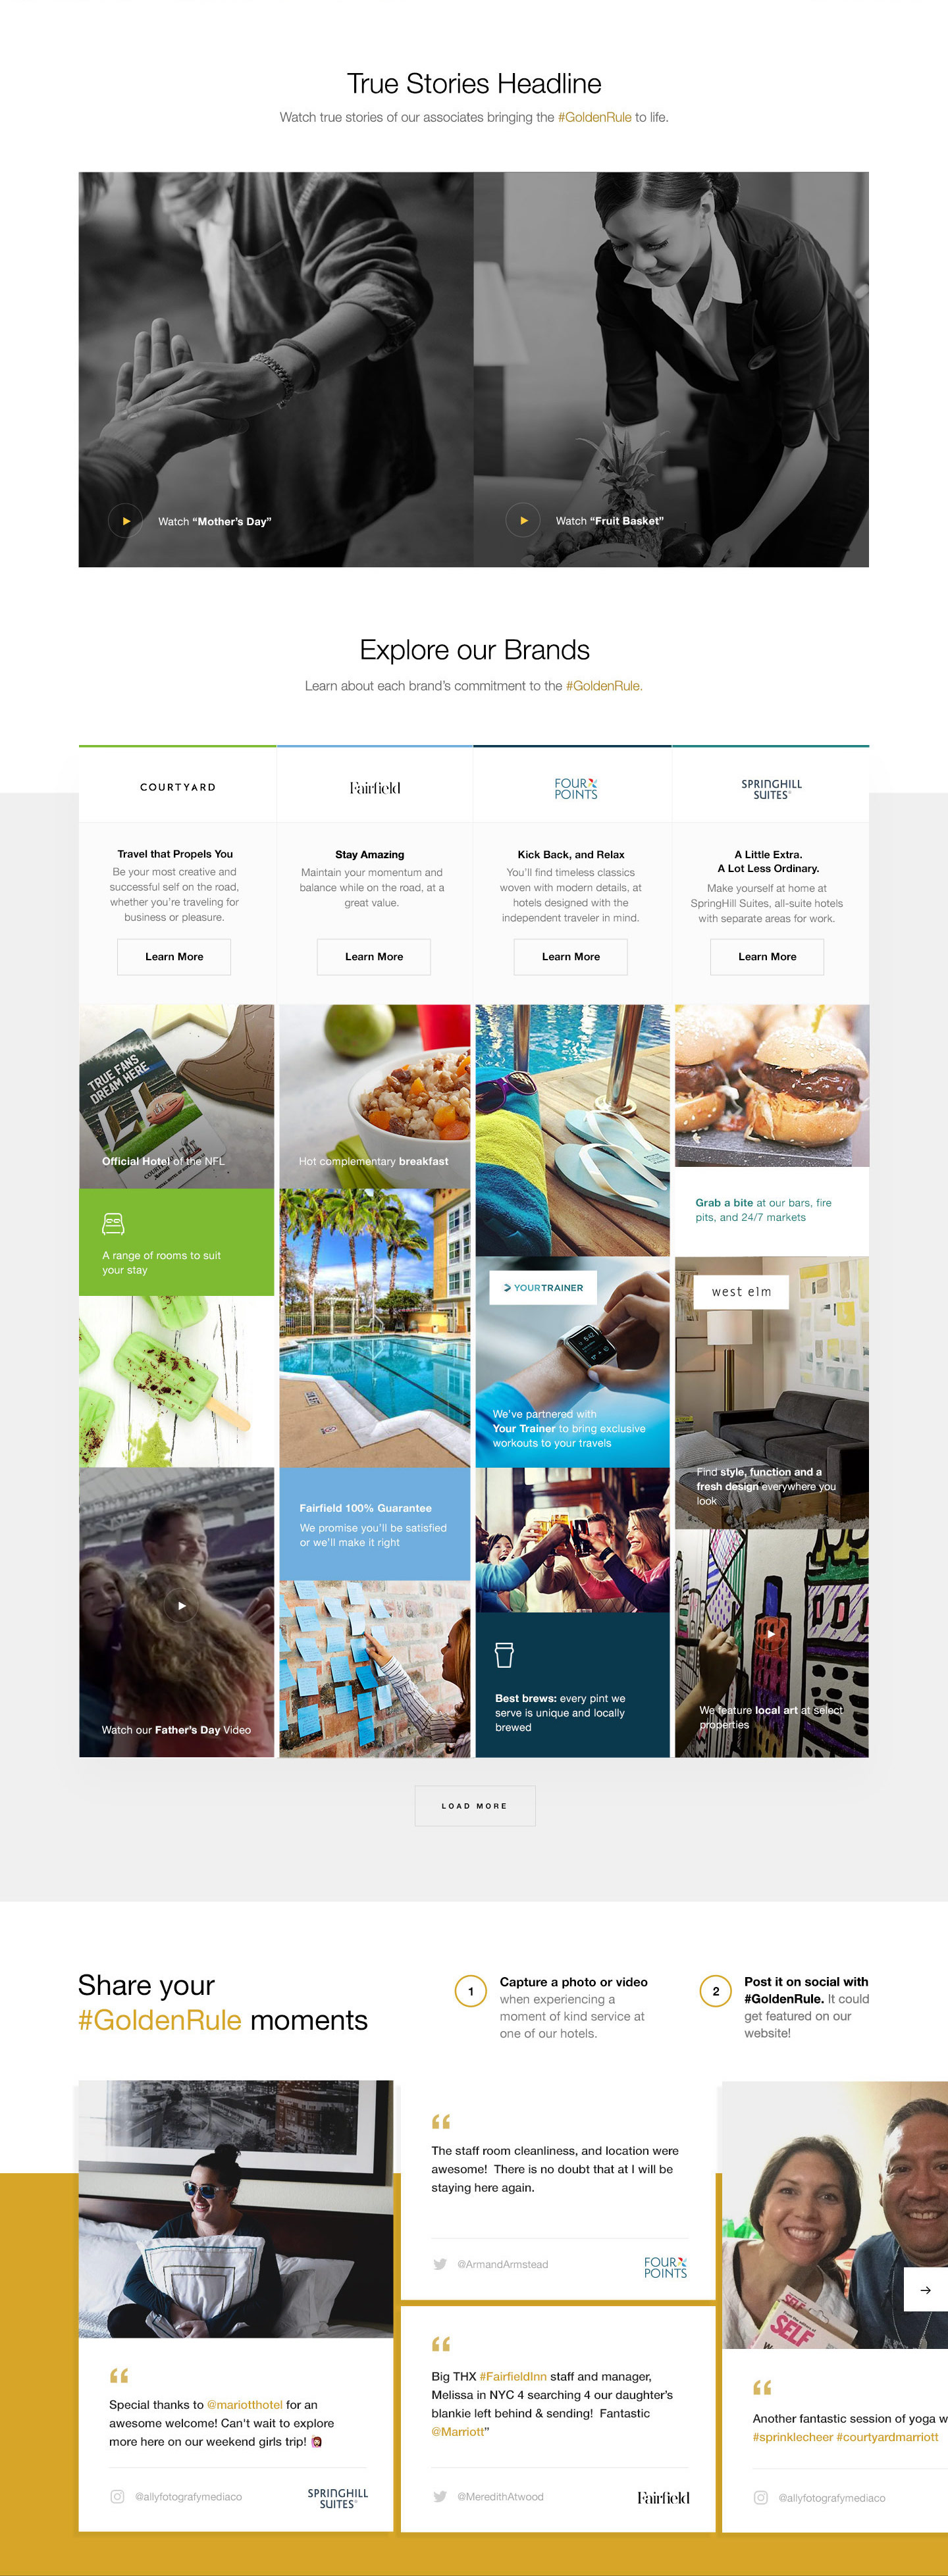 True Stories Headline
Watch true stories of our associates bringing the #GoldenRule to life.
Watch “Mother’s Day”
Watch “Fruit Basket”
Explore our Brands
Learn about each brand’s commitment to the #GoldenRule.
COURTYARD
Travel that Propels You
Be your most creative and
successful self on the road,
whether you’re traveling for
business or pleasure.
Learn More
Fairfield
Stay Amazing
Maintain your momentum and
balance while on the road, at a
great value.
Learn More
FOUR
POINTS
Kick Back, and Relax
You’ll find timeless classics
woven with modern details, at
hotels designed with the
independent traveler in mind.
Learn More
SPRINGHILL
SUITES
A Little Extra.
A Lot Less Ordinary.
Make yourself at home at
SpringHill Suites, all-suite hotels
with separate areas for work.
Learn More
TRUE FANS
DREAM HERE
COURTYARD
Official Hotel of the NFL
A range of rooms to suit
your stay
Watch our Father’s Day Video
Hot complementary breakfast
Fairfield 100% Guarantee
We promise you’ll be satisfied
or we’ll make it right
YOURTRAINER
We’ve partnered with
Your Trainer to bring exclusive
workouts to your travels
Best brews: every pint we
serve is unique and locally
brewed
Grab a bite at our bars, fire
pits, and 24/7 markets
west elm
Find style, function and a
fresh design everywhere you
look
We feature local art at select
properties
LOAD MORE
Share your
#GoldenRule moments
1
Capture a photo or video
when experiencing a
moment of kind service at
one of our hotels.
2
Post it on social with
#GoldenRule. It could
get featured on our
website!
“
Special thanks to @mariotthotel for an
awesome welcome! Can't wait to explore
more here on our weekend girls trip!
@allyfotografymediaco
SPRINGHILL
SUITES
“
The staff room cleanliness, and location were
awesome!  There is no doubt that at I will be
staying here again.
@ArmandArmstead
FOUR
POINTS
“
Big THX #FairfieldInn staff and manager,
Melissa in NYC 4 searching 4 our daughter’s
blankie left behind & sending!  Fantastic
@Marriott”
@MeredithAtwood
Fairfield
SELF
SELF
“
Another fantastic session of yoga w
#sprinklecheer #courtyardmarriott
@allyfotografymediaco